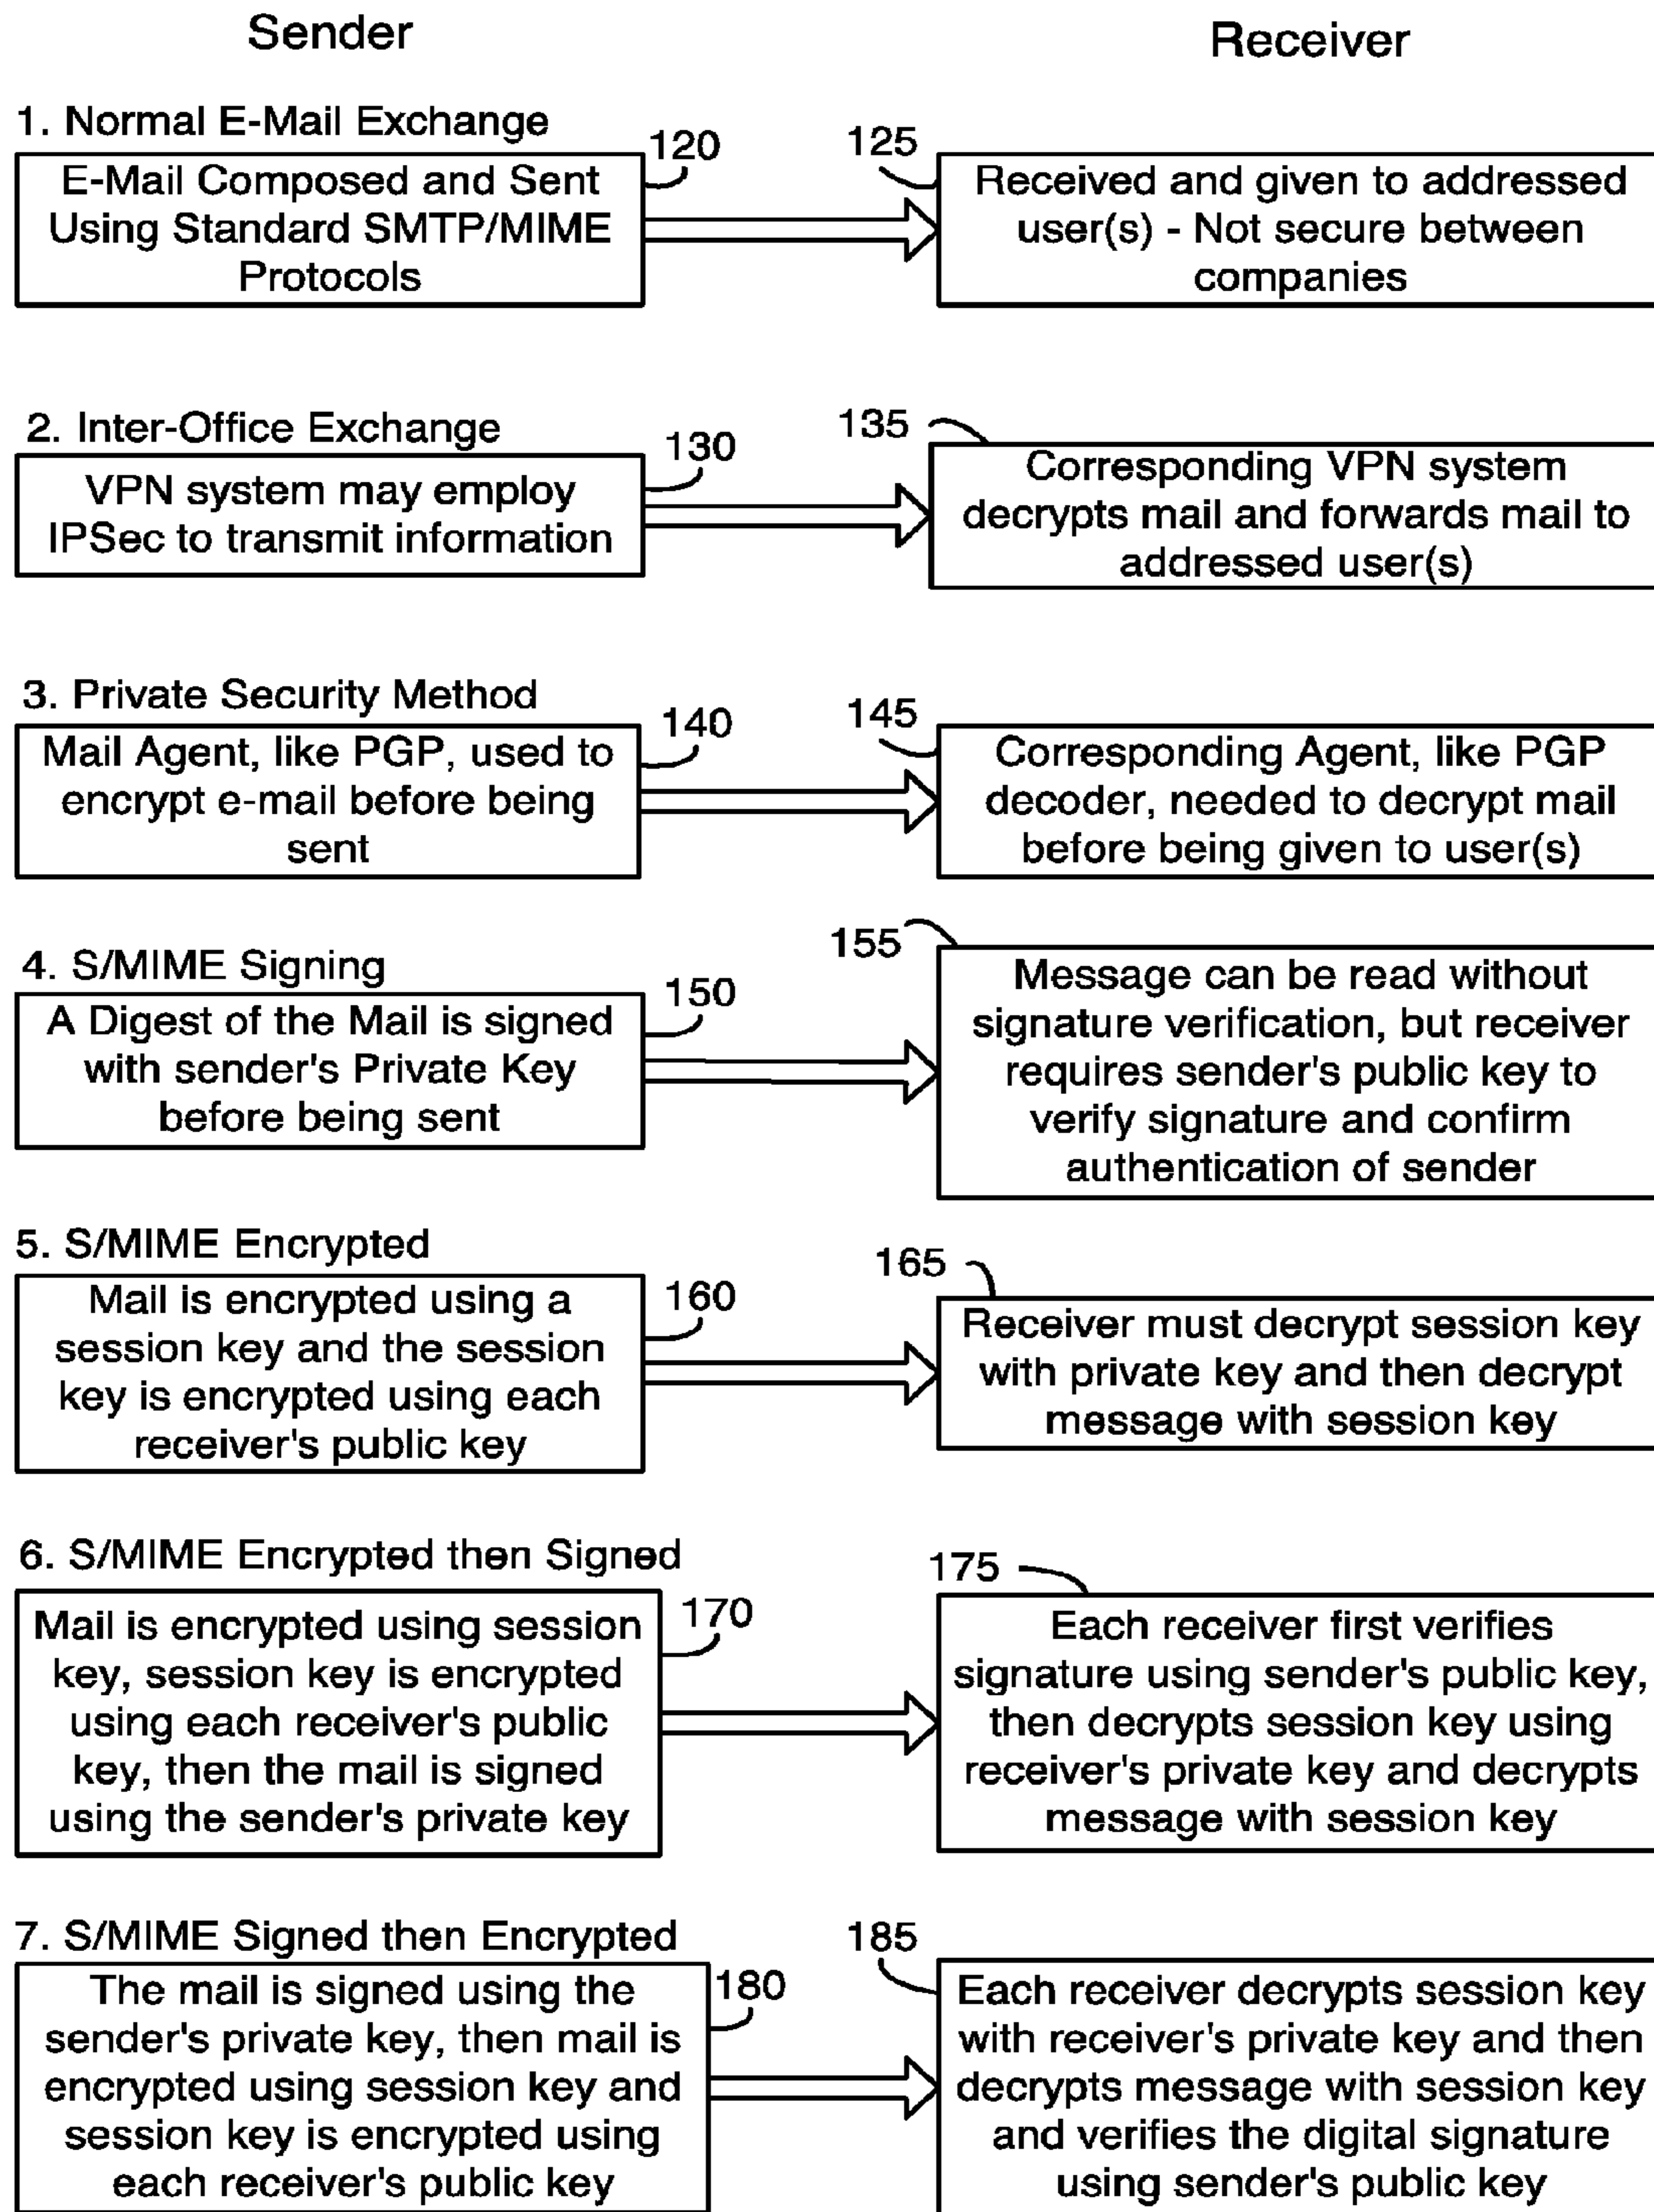 Sender
Receiver
1. Normal E-Mail Exchange
120
125
E-Mail Composed and Sent
Using Standard SMTP/MIME
Protocols
Received and given to addressed
user(s) - Not secure between
companies
2. Inter-Office Exchange
130
135
VPN system may employ
IPSec to transmit information
Corresponding VPN system
decrypts mail and forwards mail to
addressed user(s)
3. Private Security Method
140
145
Mail Agent, like PGP, used to
encrypt e-mail before being
sent
Corresponding Agent, like PGP
decoder, needed to decrypt mail
before being given to user(s)
4. S/MIME Signing
150
155
A Digest of the Mail is signed
with sender's Private Key
before being sent
Message can be read without
signature verification, but receiver
requires sender's public key to
verify signature and confirm
authentication of sender
5. S/MIME Encrypted
160
165
Mail is encrypted using a
session key and the session
key is encrypted using each
receiver's public key
Receiver must decrypt session key
with private key and then decrypt
message with session key
6. S/MIME Encrypted then Signed
170
175
Mail is encrypted using session
key, session key is encrypted
using each receiver's public
key, then the mail is signed
using the sender's private key
Each receiver first verifies
signature using sender's public key,
then decrypts session key using
receiver's private key and decrypts
message with session key
7. S/MIME Signed then Encrypted
180
185
The mail is signed using the
sender's private key, then mail is
encrypted using session key and
session key is encrypted using
each receiver's public key
Each receiver decrypts session key
with receiver's private key and then
decrypts message with session key
and verifies the digital signature
using sender's public key